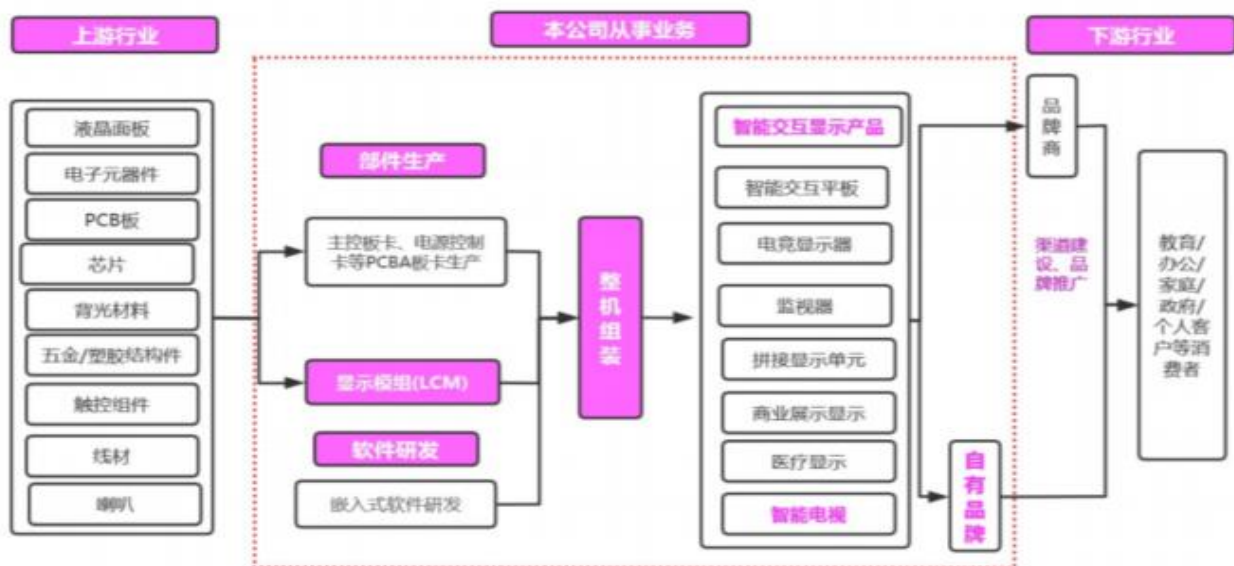 上游行业
本公司从事业务
下游行业
液晶面板
电子元器件
PCB板
芯片
背光材料
五金/塑胶结构件
触控组件
线材
喇叭
部件生产
主控板卡、电源控制
卡等PCBA板卡生产
显示模组(LCM)
软件研发
嵌入式软件研发
整
机
组
装
智能交互显示产品
智能交互平板
电竞显示器
监视器
拼接显示单元
商业展示显示
医疗显示
智能电视
品
牌
商
自
有
品
牌
渠道建
设、品
牌推广
教育/
办公/
家庭/
政府/
个人客
户等消
费者